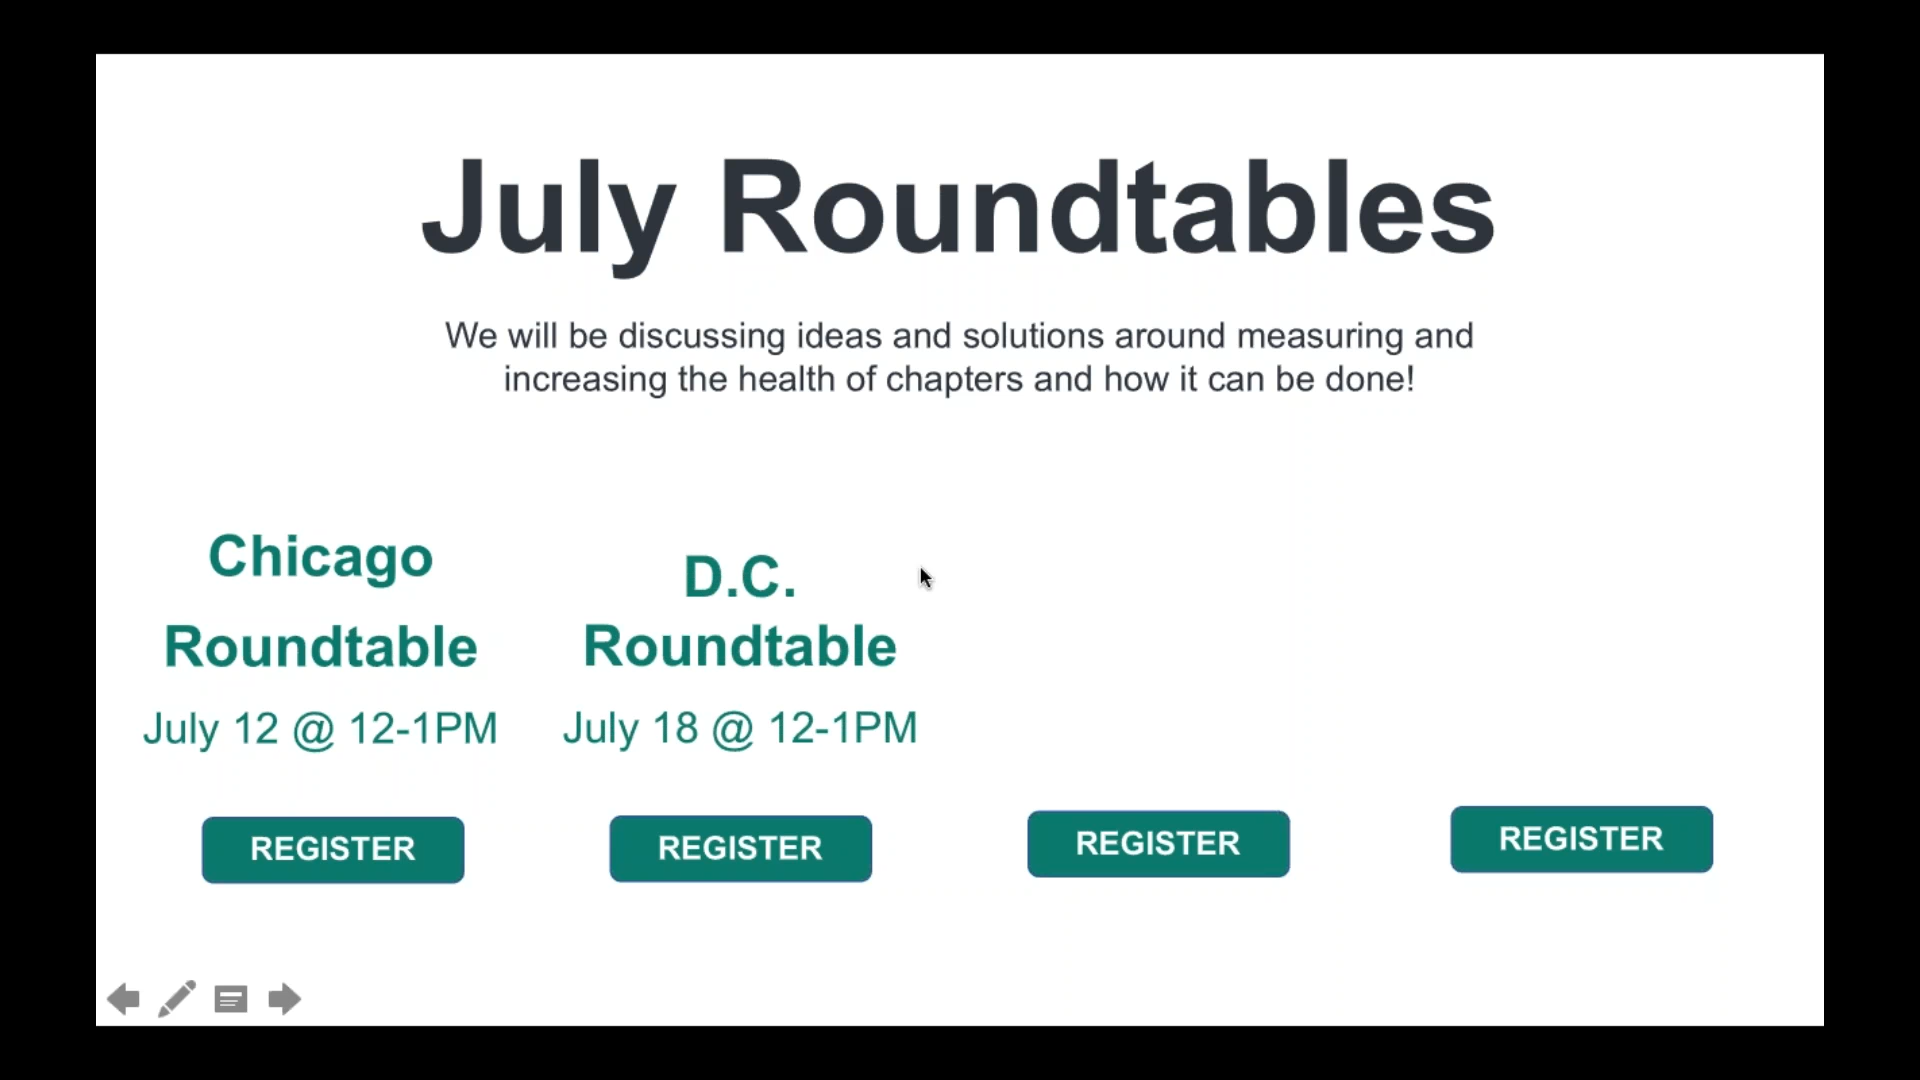 July Roundtables
We will be discussing ideas and solutions around measuring and
increasing the health of chapters and how it can be done!
Chicago
Roundtable
July 12 @ 12-1PM
REGISTER
D.C.
Roundtable
July 18 @ 12-1PM
REGISTER
REGISTER
REGISTER